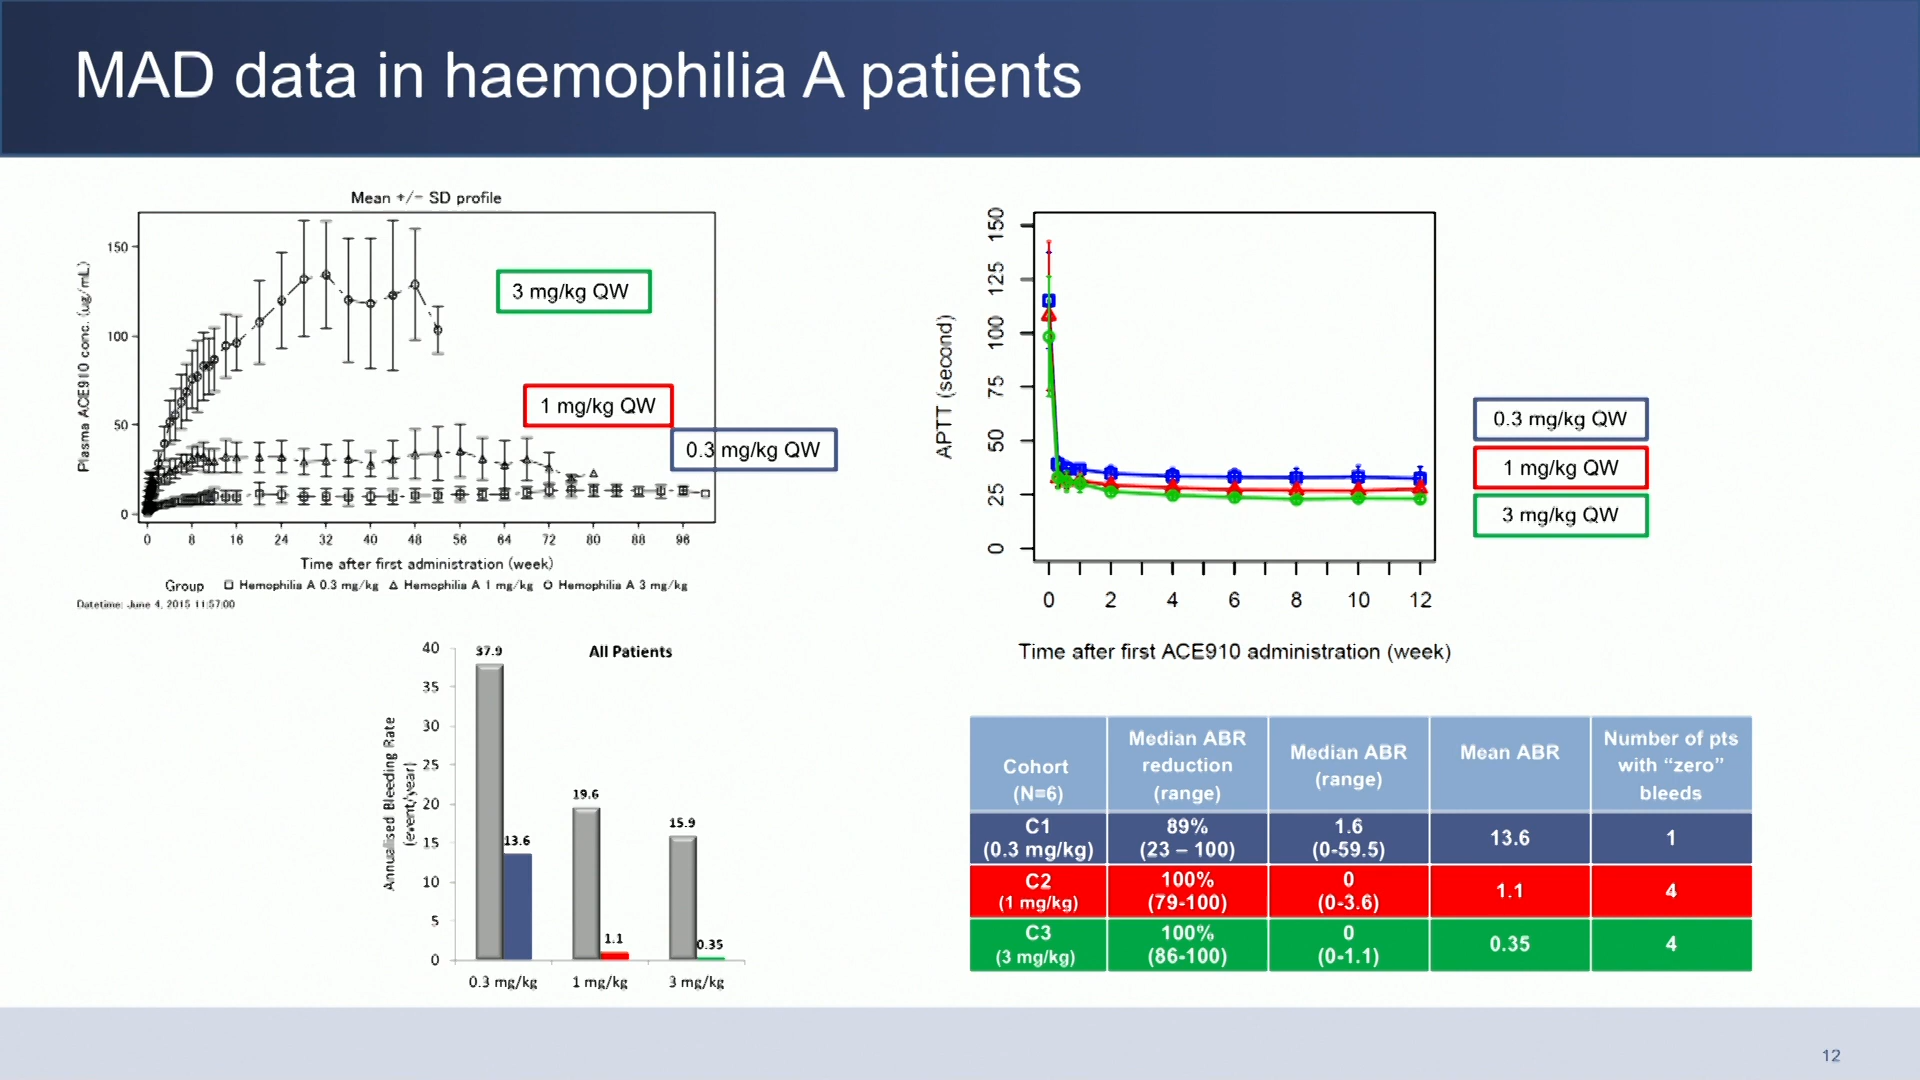 MAD data in haemophilia A patients
Mean +/- SD profile
Plasma ACE910 conc. (ug/mL)
150
100
50
0
3 mg/kg QW
1 mg/kg QW
0.3 mg/kg QW
0 8 16 24 32 40 48 56 64 72 80 88 96
Time after first administration (week)
Group Hemophilia A 0.3 mg/kg Hemophilia A 1 mg/kg Hemophilia A 3 mg/kg
Datetime: June 4, 2015 11:57:00
APTT (second)
150
125
100
75
50
25
0
0 2 4 6 8 10 12
Time after first ACE910 administration (week)
0.3 mg/kg QW
1 mg/kg QW
3 mg/kg QW
All Patients
Annualised Bleeding Rate
(event/year)
40
35
30
25
20
15
10
5
0
37.9
13.6
19.6
1.1
15.9
0.35
0.3 mg/kg 1 mg/kg 3 mg/kg
Cohort
(N=6)
Median ABR
reduction
(range)
Median ABR
(range)
Mean ABR
Number of pts
with “zero”
bleeds
C1
(0.3 mg/kg)
89%
(23 – 100)
1.6
(0-59.5)
13.6
1
C2
(1 mg/kg)
100%
(79-100)
0
(0-3.6)
1.1
4
C3
(3 mg/kg)
100%
(86-100)
0
(0-1.1)
0.35
4
12